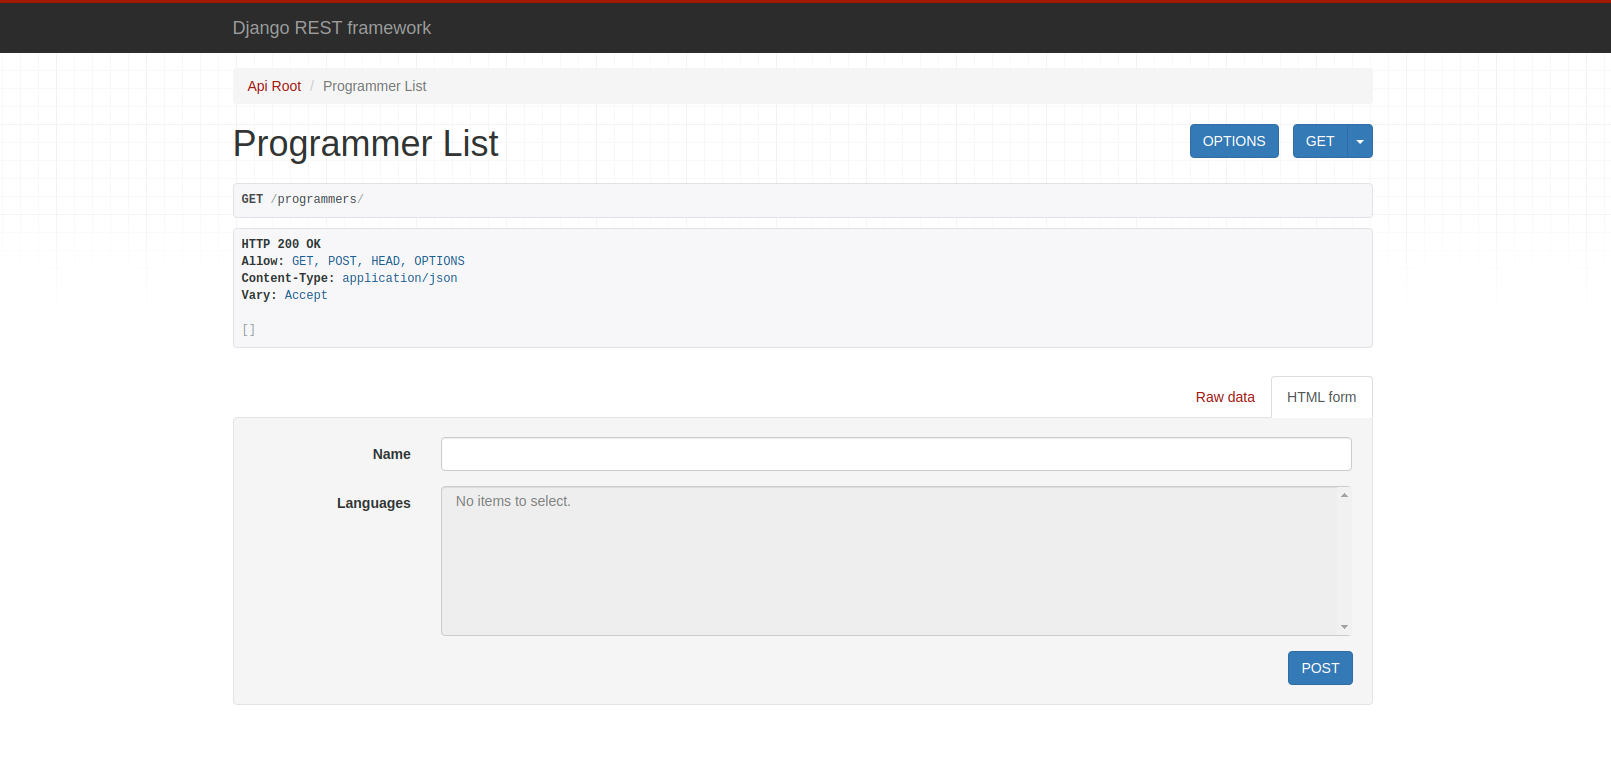 Django REST framework
Api Root / Programmer List
Programmer List
OPTIONS
GET
GET /programmers/
HTTP 200 OK
Allow: GET, POST, HEAD, OPTIONS
Content-Type: application/json
Vary: Accept
[]
Raw data
HTML form
Name
Languages
No items to select.
POST